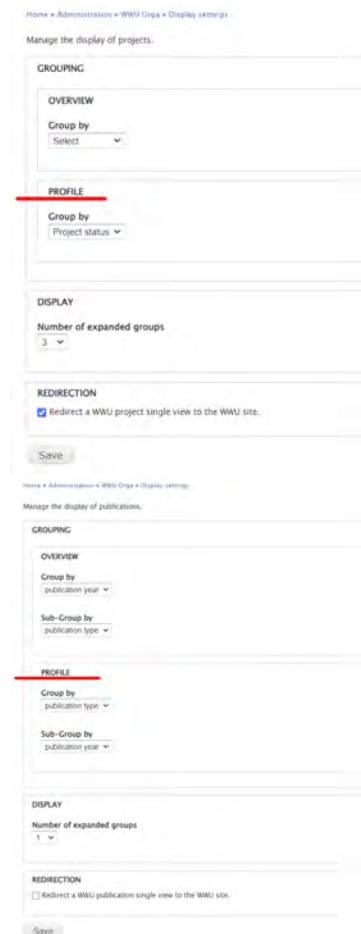 Home » Administration » WWU Orga » Display settings
Manage the display of projects.
GROUPING
OVERVIEW
Group by
Select
PROFILE
Group by
Project status
DISPLAY
Number of expanded groups
3
REDIRECTION
Redirect a WWU project single view to the WWU site.
Save
Home » Administration » WWU Orga » Display settings
Manage the display of publications.
GROUPING
OVERVIEW
Group by
publication year
Sub-Group by
publication type
PROFILE
Group by
publication type
Sub-Group by
publication year
DISPLAY
Number of expanded groups
1
REDIRECTION
Redirect a WWU publication single view to the WWU site.
Save